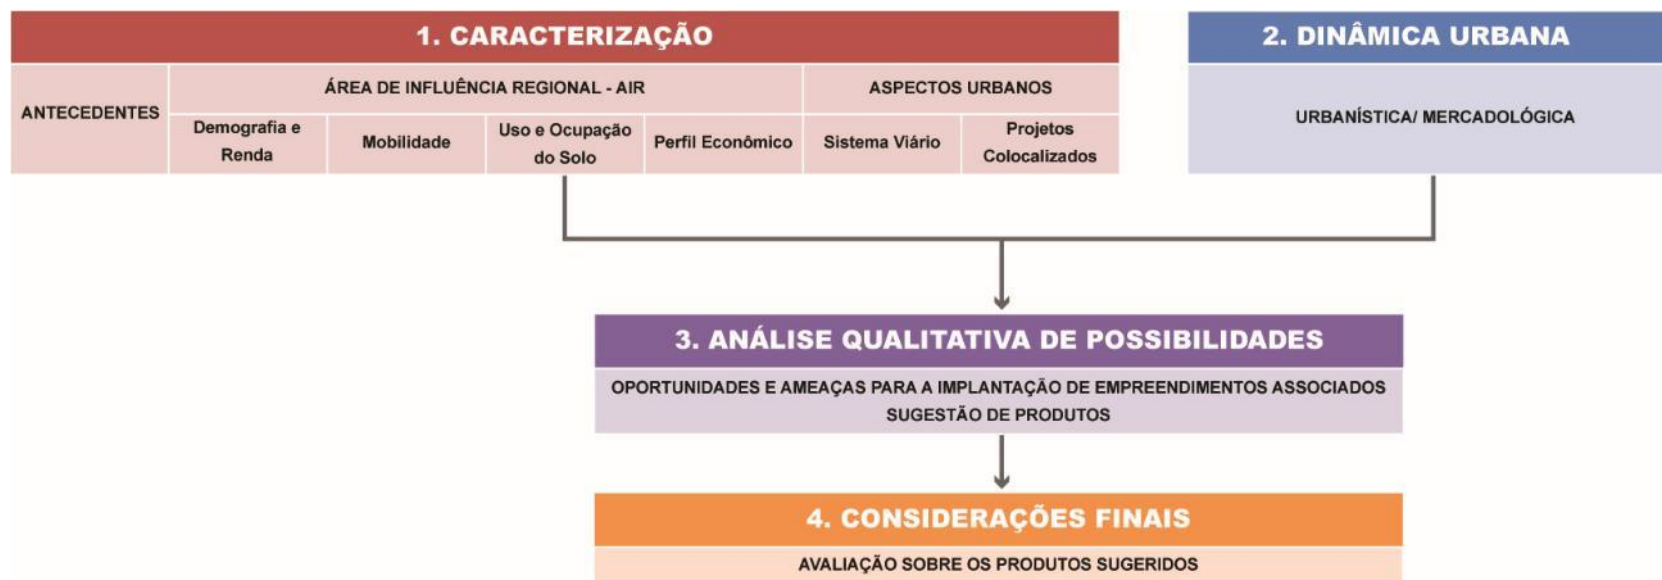 1. CARACTERIZAÇÃO
ANTECEDENTES
ÁREA DE INFLUÊNCIA REGIONAL - AIR
Demografia e
Renda
Mobilidade
Uso e Ocupação
do Solo
Perfil Econômico
ASPECTOS URBANOS
Sistema Viário
Projetos
Colocalizados
2. DINÂMICA URBANA
URBANÍSTICA/ MERCADOLÓGICA
3. ANÁLISE QUALITATIVA DE POSSIBILIDADES
OPORTUNIDADES E AMEAÇAS PARA A IMPLANTAÇÃO DE EMPREENDIMENTOS ASSOCIADOS
SUGESTÃO DE PRODUTOS
4. CONSIDERAÇÕES FINAIS
AVALIAÇÃO SOBRE OS PRODUTOS SUGERIDOS